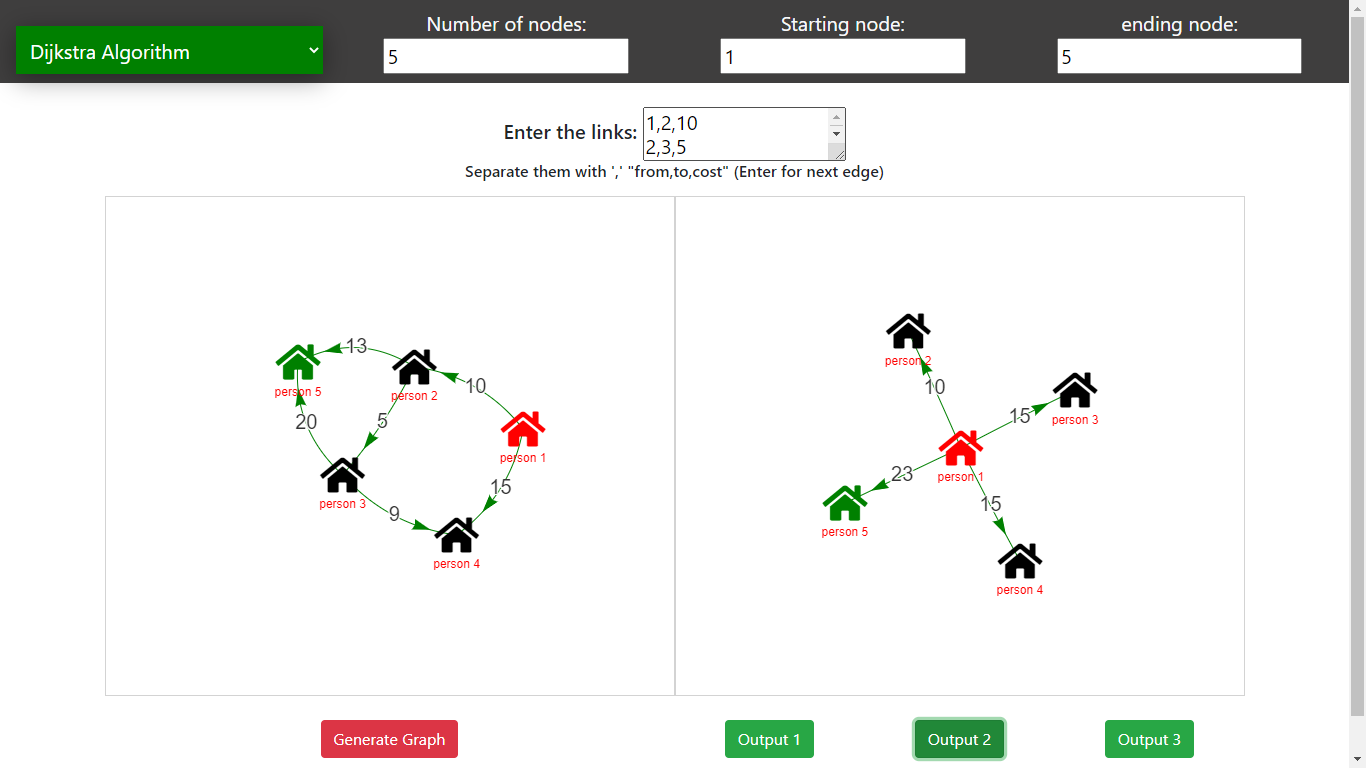 Dijkstra Algorithm
Number of nodes:
5
Starting node:
1
ending node:
5
Enter the links:
1,2,10
2,3,5
Separate them with ',' "from,to,cost" (Enter for next edge)
13
person 5
person 2
10
20
5
person 1
15
person 3
9
person 4
person 2
10
15
person 3
person 1
23
person 5
15
person 4
Generate Graph
Output 1
Output 2
Output 3